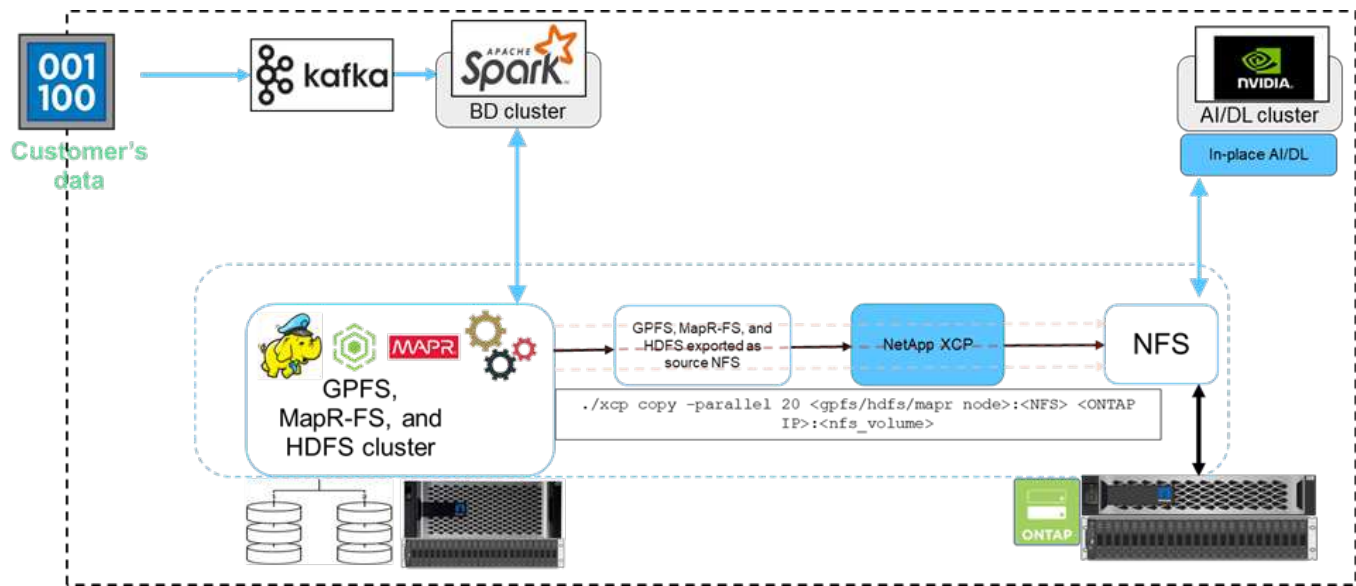 001
100
Customer's
data
kafka
APACHE
Spark™
BD cluster
NVIDIA.
AI/DL cluster
In-place AI/DL
MAPR
GPFS,
MapR-FS, and
HDFS cluster
GPFS, MapR-FS, and
HDFS exported as
source NFS
NetApp XCP
NFS
./xcp copy -parallel 20 <gpfs/hdfs/mapr node>:<NFS> <ONTAP
IP>:<nfs_volume>
ONTAP